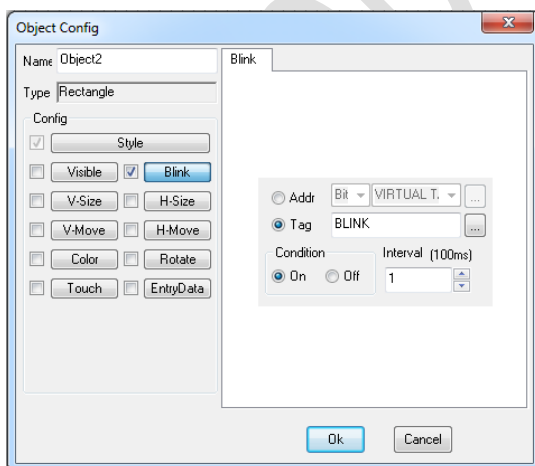 Object Config
Name Object2
Type Rectangle
Config
Style
Visible Blink
V-Size H-Size
V-Move H-Move
Color Rotate
Touch EntryData
Blink
Addr Bit VIRTUAL T. ...
Tag BLINK ...
Condition Interval (100ms)
On Off 1
Ok Cancel